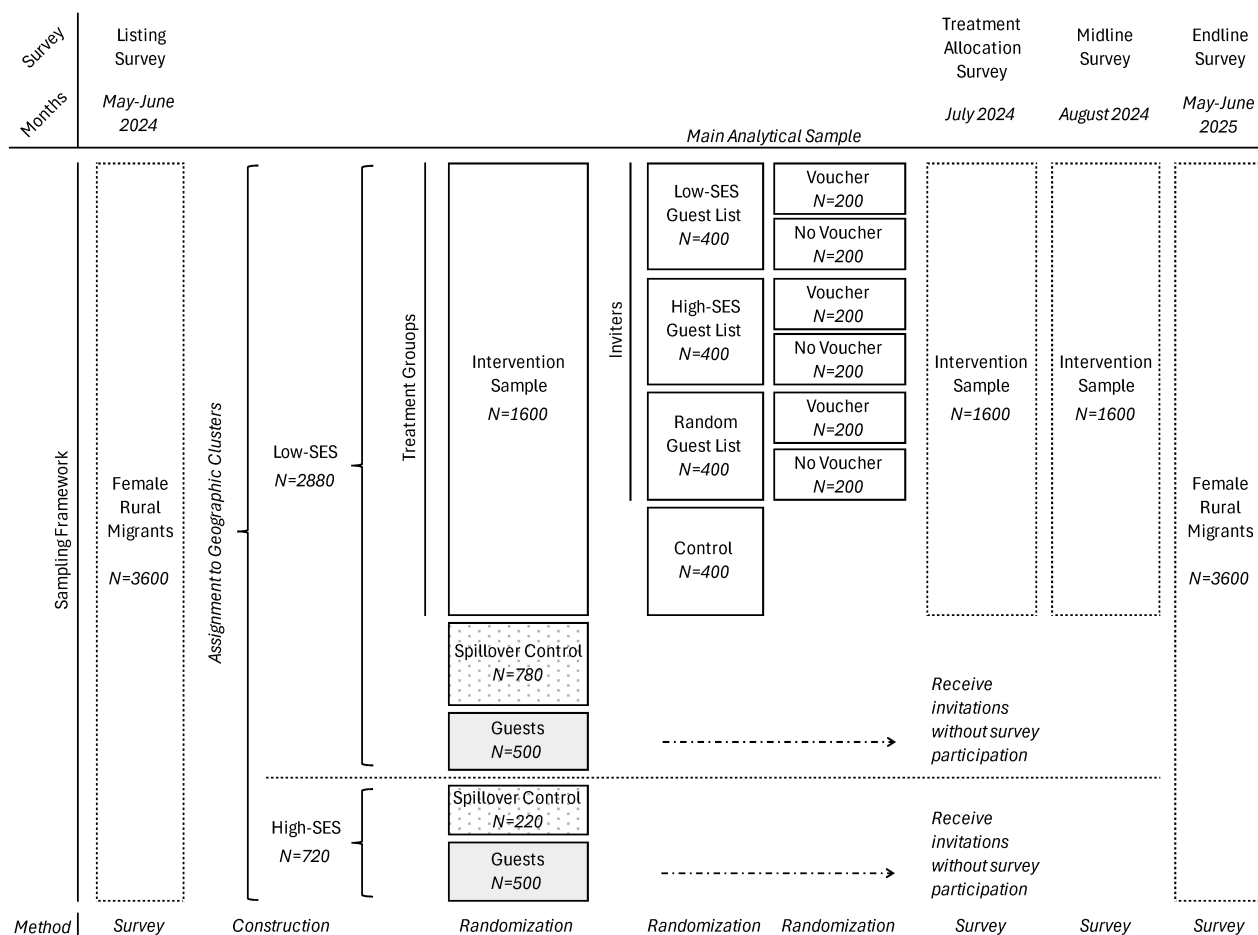 Survey
Listing
Survey
Treatment
Allocation
Survey
Midline
Survey
Endline
Survey
Months
May-June
2024
July 2024
August 2024
May-June
2025
Main Analytical Sample
Sampling Framework
Female
Rural
Migrants
N=3600
Assignment to Geographic Clusters
Low-SES
N=2880
Treatment Grouops
Intervention
Sample
N=1600
Inviters
Low-SES
Guest List
N=400
Voucher
N=200
No Voucher
N=200
High-SES
Guest List
N=400
Voucher
N=200
No Voucher
N=200
Random
Guest List
N=400
Voucher
N=200
No Voucher
N=200
Control
N=400
Intervention
Sample
N=1600
Intervention
Sample
N=1600
Female
Rural
Migrants
N=3600
Spillover Control
N=780
Guests
N=500
Receive
invitations
without survey
participation
High-SES
N=720
Spillover Control
N=220
Guests
N=500
Receive
invitations
without survey
participation
Method
Survey
Construction
Randomization
Randomization
Randomization
Survey
Survey
Survey